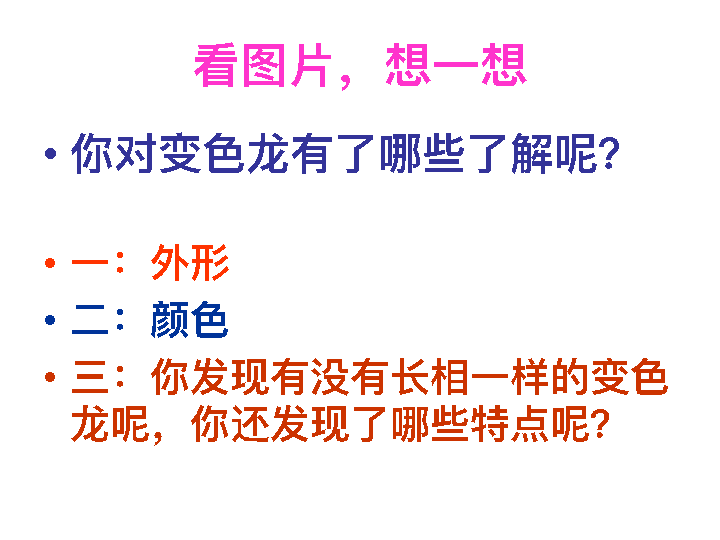 看图片，想一想
• 你对变色龙有了哪些了解呢?
• 一：外形
• 二：颜色
• 三：你发现有没有长相一样的变色
龙呢，你还发现了哪些特点呢?